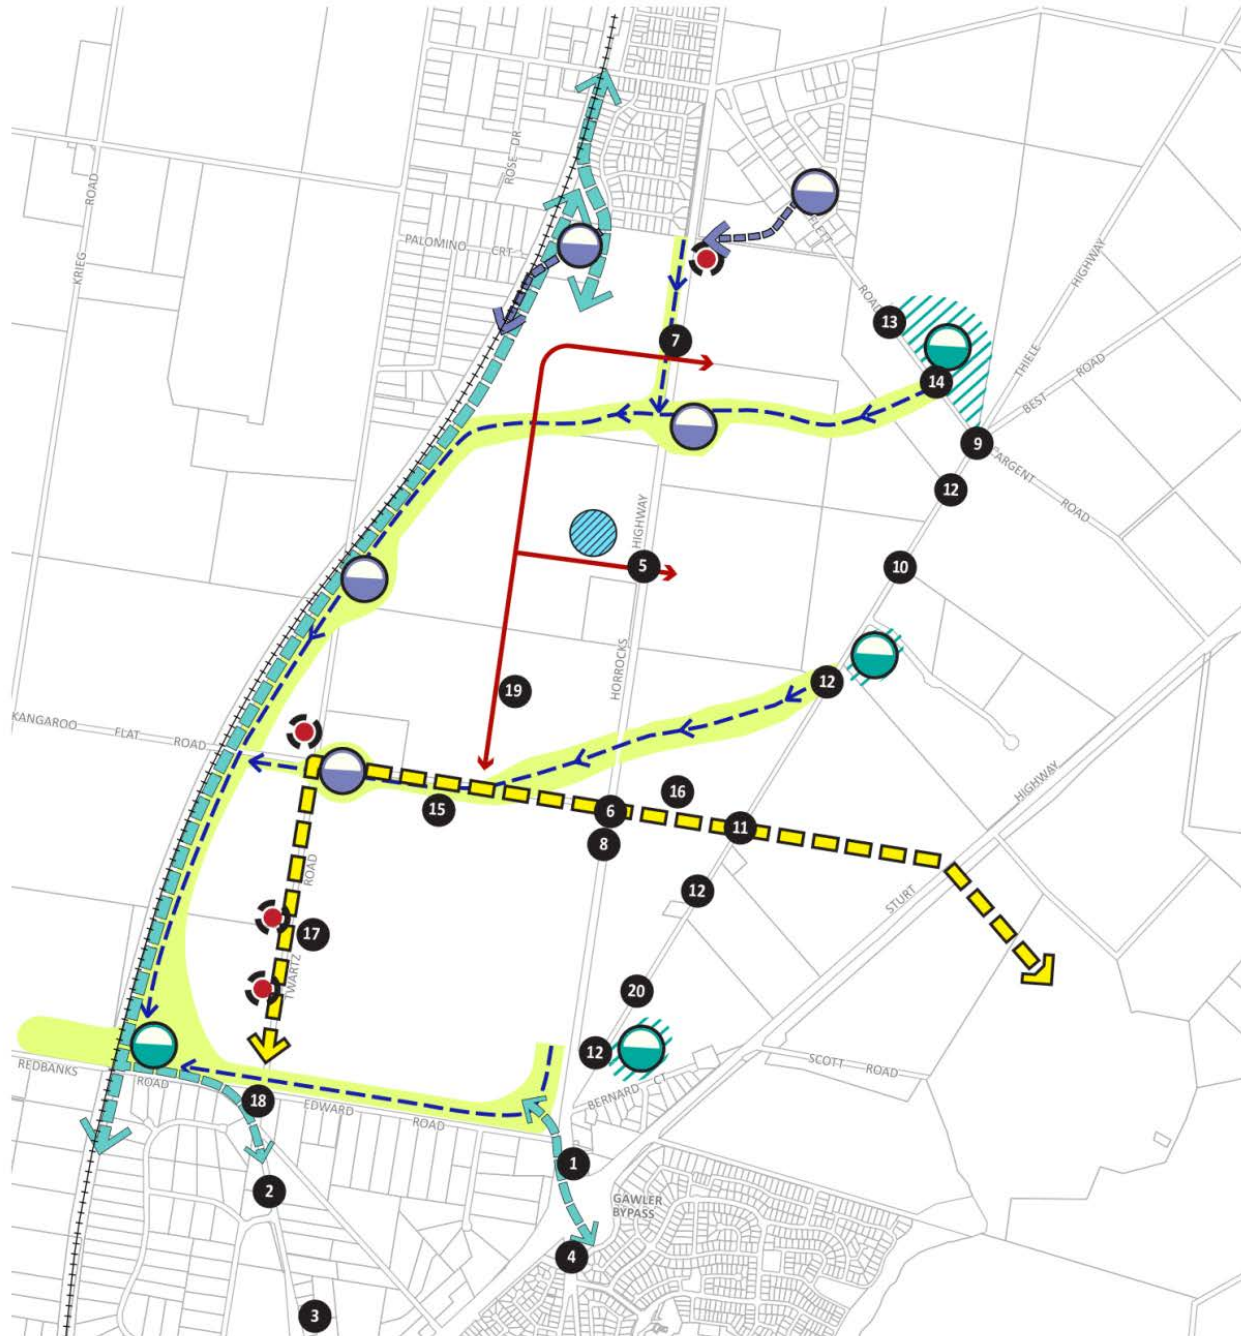 ROSE DR
KRIEG ROAD
PALOMINO CRT
ROAD
HIGHWAY
THIELE
13
7
14
BEST ROAD
9
ARGENT ROAD
12
HIGHWAY
5
10
HORROCKS
12
19
KANGAROO FLAT ROAD
HIGHWAY
16
15
6
11
8
ROAD
12
STURT
17
TWARTZ
20
12
SCOTT ROAD
REDBANKS ROAD
BERNARD CT
18
EDWARD ROAD
1
2
GAWLER
BYPASS
4
3